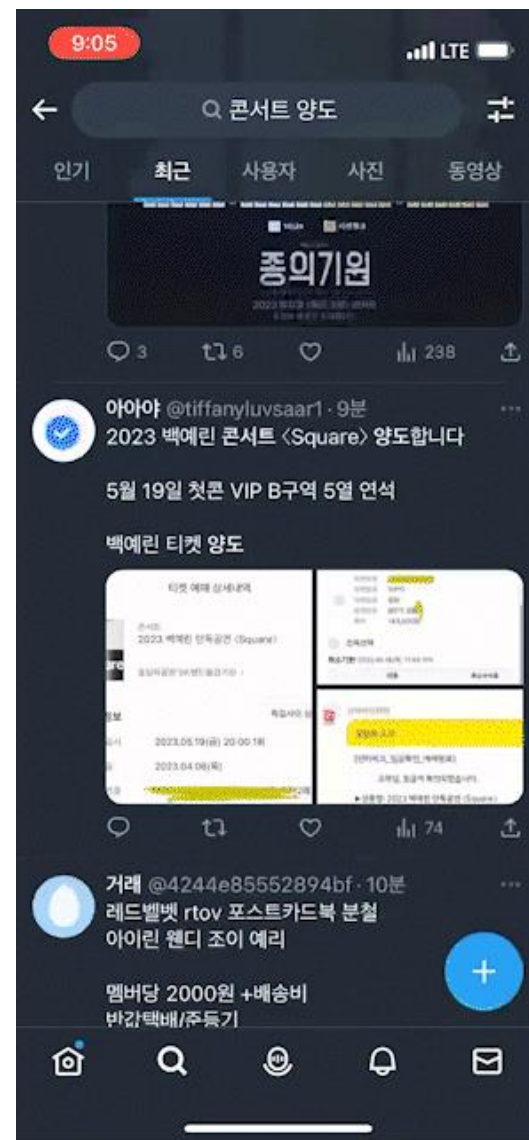 9:05
LTE
콘서트 양도
인기 최근 사용자 사진 동영상
종의기원
3 6 238
아아야 @tiffanyluvsaar1 · 9분
2023 백예린 콘서트 <Square> 양도합니다
5월 19일 첫콘 VIP B구역 5열 연석
백예린 티켓 양도
티켓 예매 상세내역
콘서트
2023 백예린 단독공연 <Square>
2023.05.19(금) 20:00 1회
2023.04.06(목)
74
거래 @4244e85552894bf · 10분
레드벨벳 rtov 포스트카드북 분철
아이린 웬디 조이 예리
멤버당 2000원 +배송비
반값택배/준등기